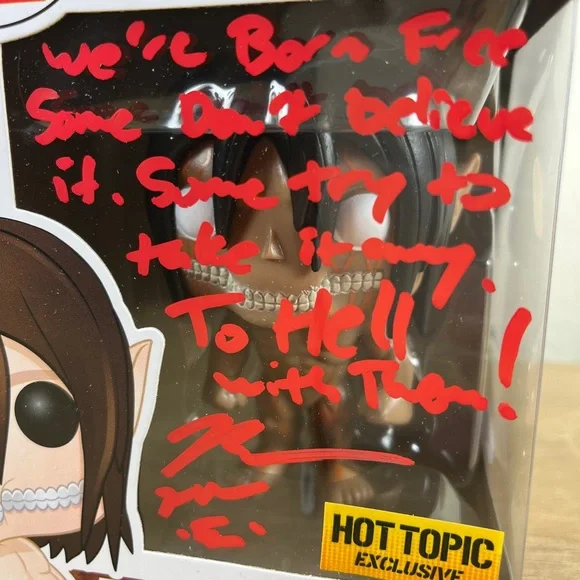 We're Born Free
Some Don't believe
it. Some try to
take it away.
To Hell
with Them!
HOT TOPIC
EXCLUSIVE